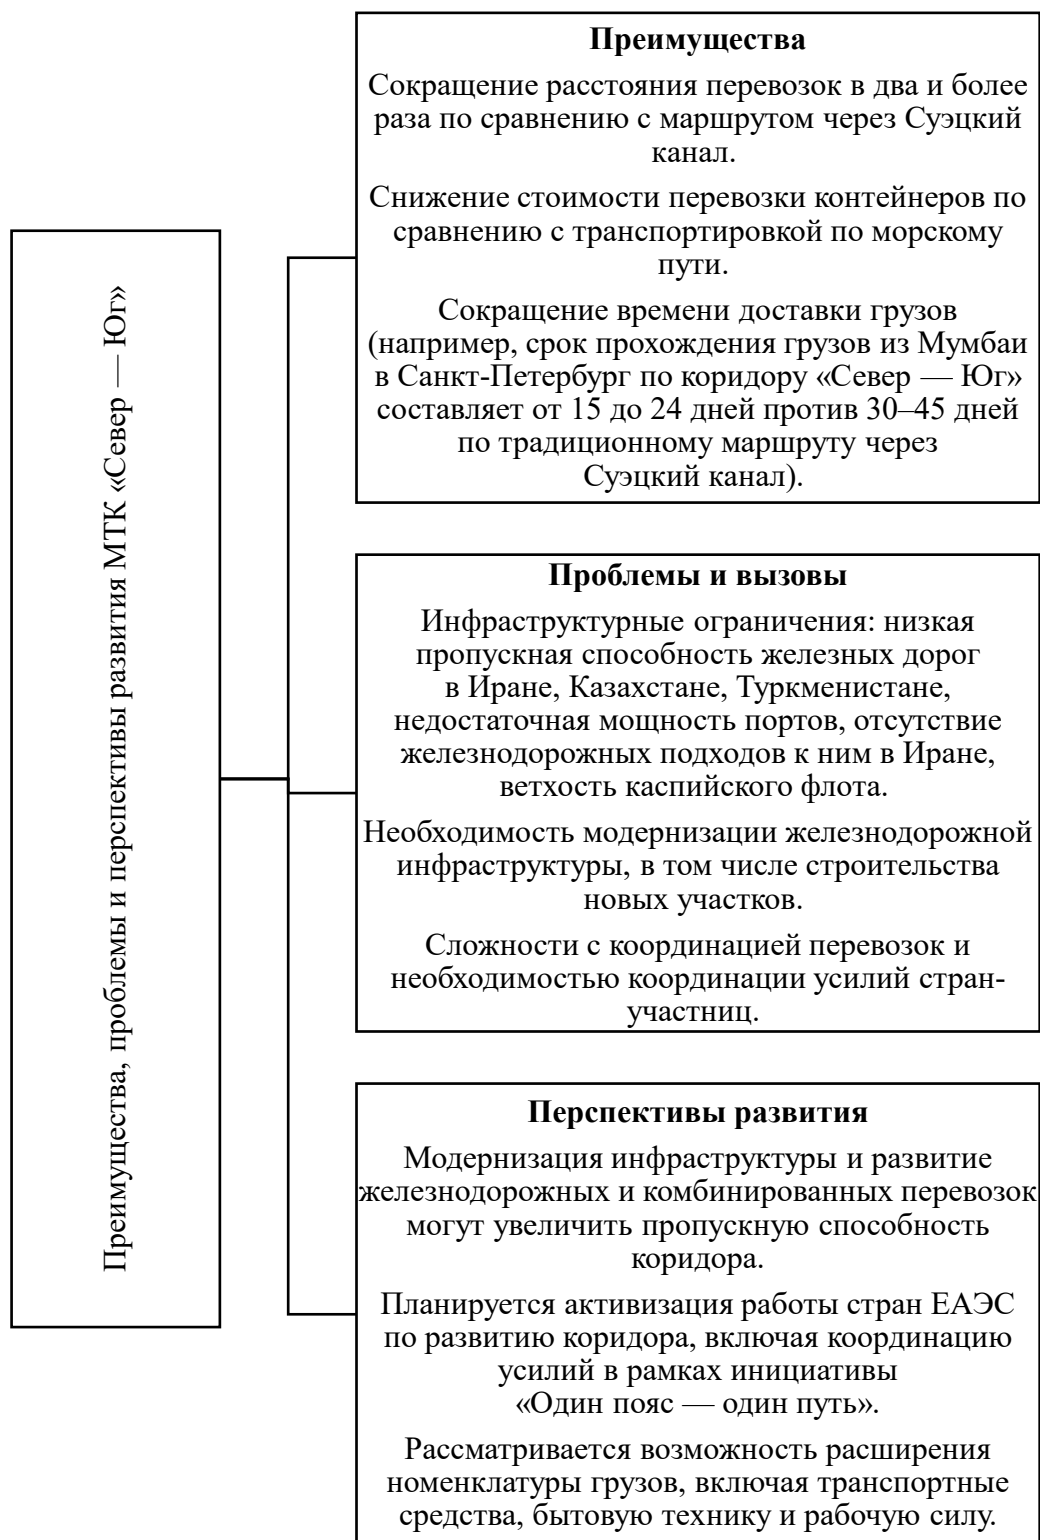 Преимущества, проблемы и перспективы развития МТК «Север — Юг»
Преимущества
Сокращение расстояния перевозок в два и более
раза по сравнению с маршрутом через Суэцкий
канал.
Снижение стоимости перевозки контейнеров по
сравнению с транспортировкой по морскому
пути.
Сокращение времени доставки грузов
(например, срок прохождения грузов из Мумбаи
в Санкт-Петербург по коридору «Север — Юг»
составляет от 15 до 24 дней против 30–45 дней
по традиционному маршруту через
Суэцкий канал).
Проблемы и вызовы
Инфраструктурные ограничения: низкая
пропускная способность железных дорог
в Иране, Казахстане, Туркменистане,
недостаточная мощность портов, отсутствие
железнодорожных подходов к ним в Иране,
ветхость каспийского флота.
Необходимость модернизации железнодорожной
инфраструктуры, в том числе строительства
новых участков.
Сложности с координацией перевозок и
необходимостью координации усилий стран-
участниц.
Перспективы развития
Модернизация инфраструктуры и развитие
железнодорожных и комбинированных перевозок
могут увеличить пропускную способность
коридора.
Планируется активизация работы стран ЕАЭС
по развитию коридора, включая координацию
усилий в рамках инициативы
«Один пояс — один путь».
Рассматривается возможность расширения
номенклатуры грузов, включая транспортные
средства, бытовую технику и рабочую силу.